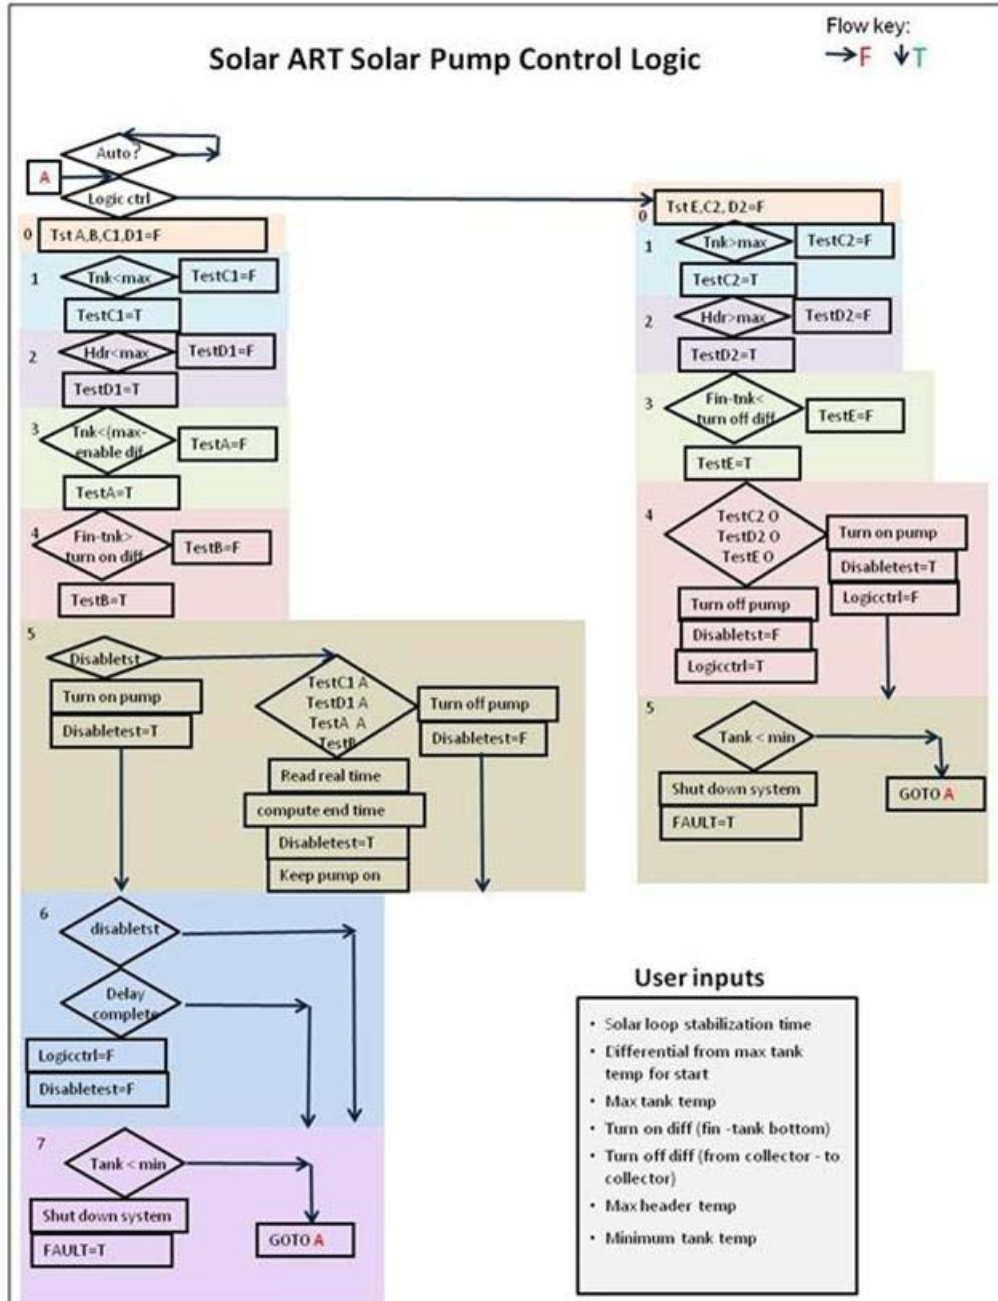 Flow key:
→F ↓T
Solar ART Solar Pump Control Logic
Auto?
A
Logic ctrl
0
Tst A,B,C1,D1=F
1
Tnk<max
TestC1=F
TestC1=T
2
Hdr<max
TestD1=F
TestD1=T
3
Tnk<(max-
enable dif
TestA=F
TestA=T
4
Fin-tnk>
turn on diff
TestB=F
TestB=T
5
Disabletst
Turn on pump
Disabletest=T
TestC1 A
TestD1 A
TestA A
TestB
Turn off pump
Disabletest=F
Read real time
compute end time
Disabletest=T
Keep pump on
6
disabletst
Delay
complete
Logicctrl=F
Disabletest=F
7
Tank < min
Shut down system
FAULT=T
GOTO A
0
Tst E,C2, D2=F
1
Tnk>max
TestC2=F
TestC2=T
2
Hdr>max
TestD2=F
TestD2=T
3
Fin-tnk<
turn off diff
TestE=F
TestE=T
4
TestC2 O
TestD2 O
TestE O
Turn on pump
Disabletest=T
Logicctrl=F
Turn off pump
Disabletst=F
Logicctrl=T
5
Tank < min
Shut down system
FAULT=T
GOTO A
User inputs
• Solar loop stabilization time
• Differential from max tank
temp for start
• Max tank temp
• Turn on diff (fin -tank bottom)
• Turn off diff (from collector - to
collector)
• Max header temp
• Minimum tank temp